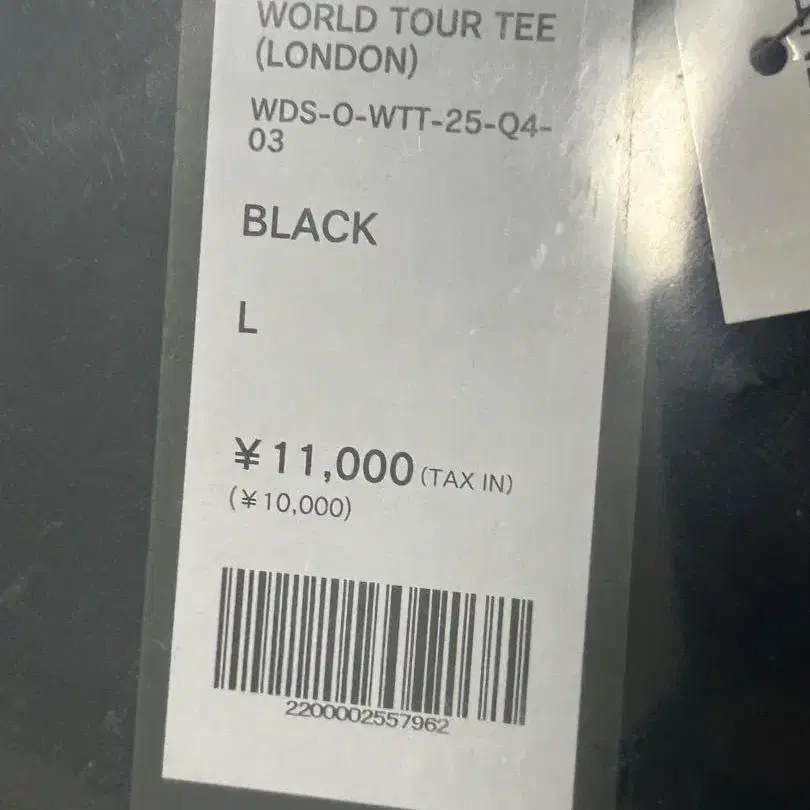 WORLD TOUR TEE
(LONDON)
WDS-O-WTT-25-Q4-
03
BLACK
L
¥11,000 (TAX IN)
(¥10,000)
2200002557962